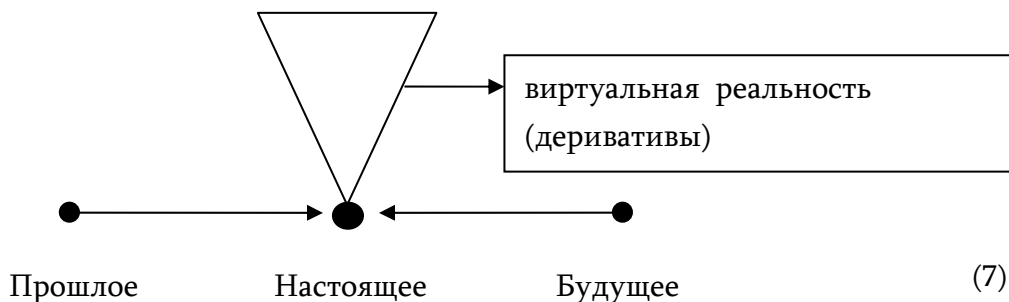 виртуальная реальность
(деривативы)
Прошлое Настоящее Будущее (7)